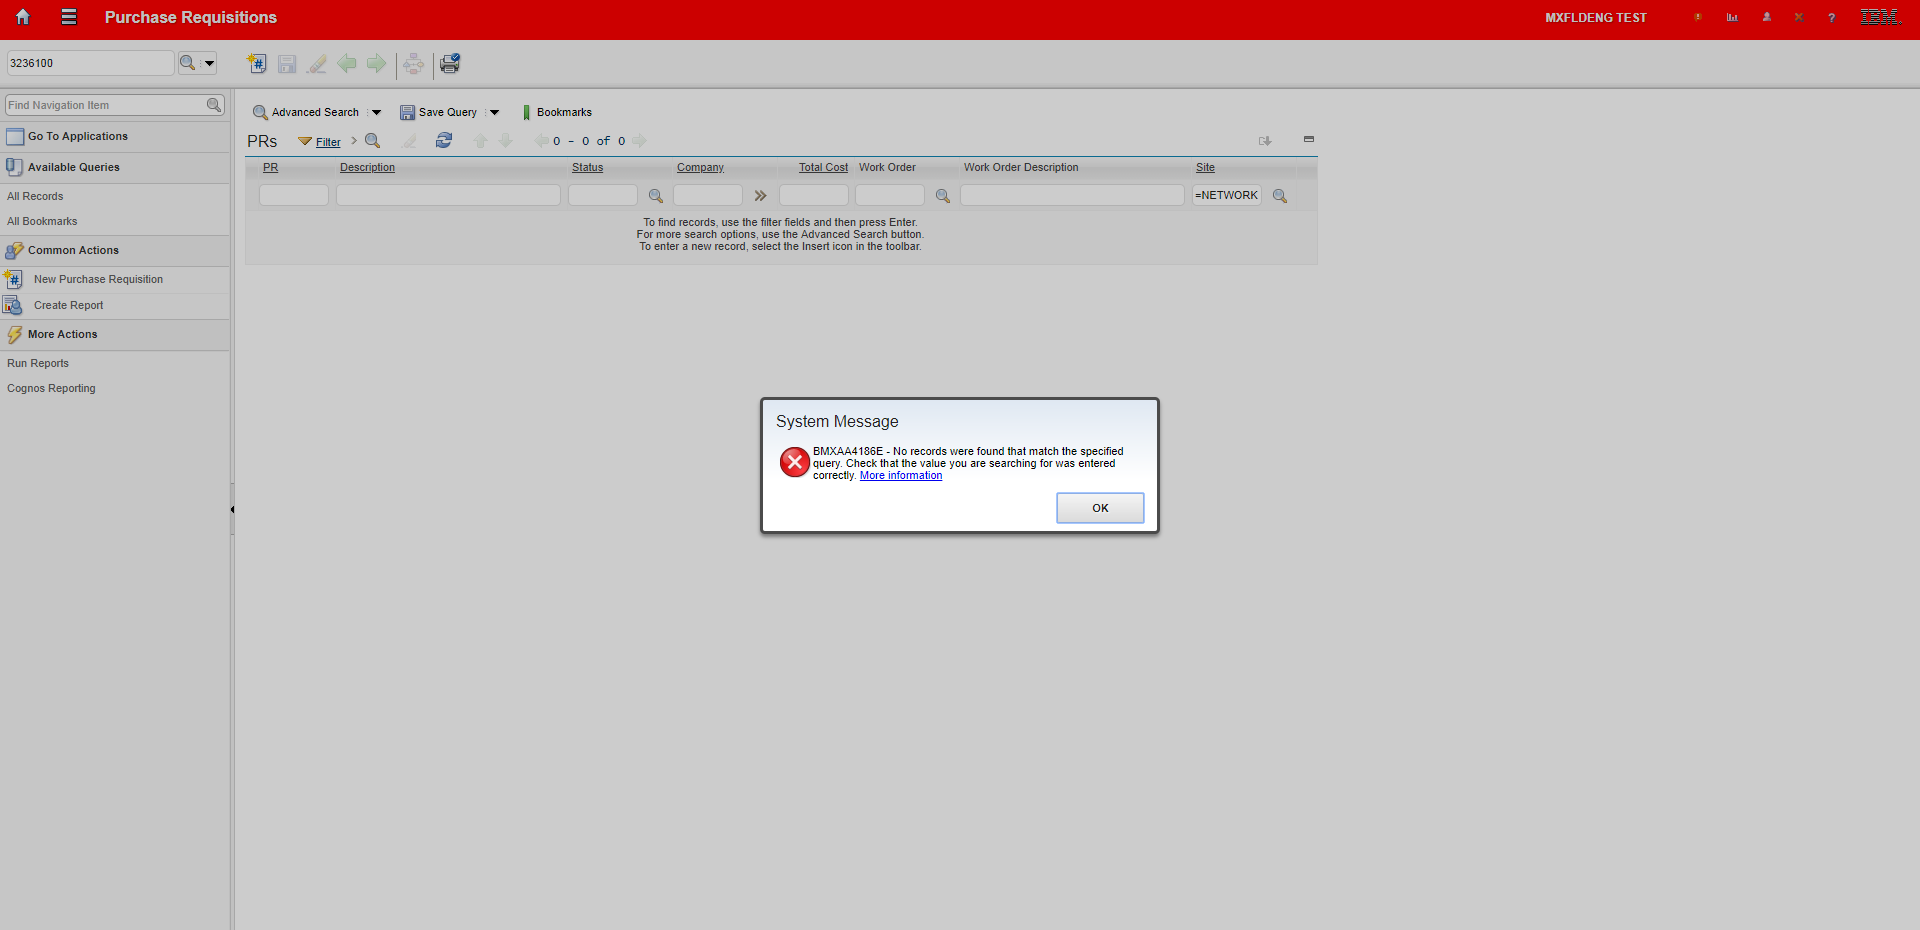 Purchase Requisitions
MXFLDENG TEST
?
IBM.
3236100
Find Navigation Item
Go To Applications
Available Queries
All Records
All Bookmarks
Common Actions
New Purchase Requisition
Create Report
More Actions
Run Reports
Cognos Reporting
Advanced Search
Save Query
Bookmarks
PRs
Filter
0 - 0 of 0
PR Description Status Company Total Cost Work Order Work Order Description Site
=NETWORK
To find records, use the filter fields and then press Enter.
For more search options, use the Advanced Search button.
To enter a new record, select the Insert icon in the toolbar.
System Message
BMXAA4186E - No records were found that match the specified
query. Check that the value you are searching for was entered
correctly. More information
OK